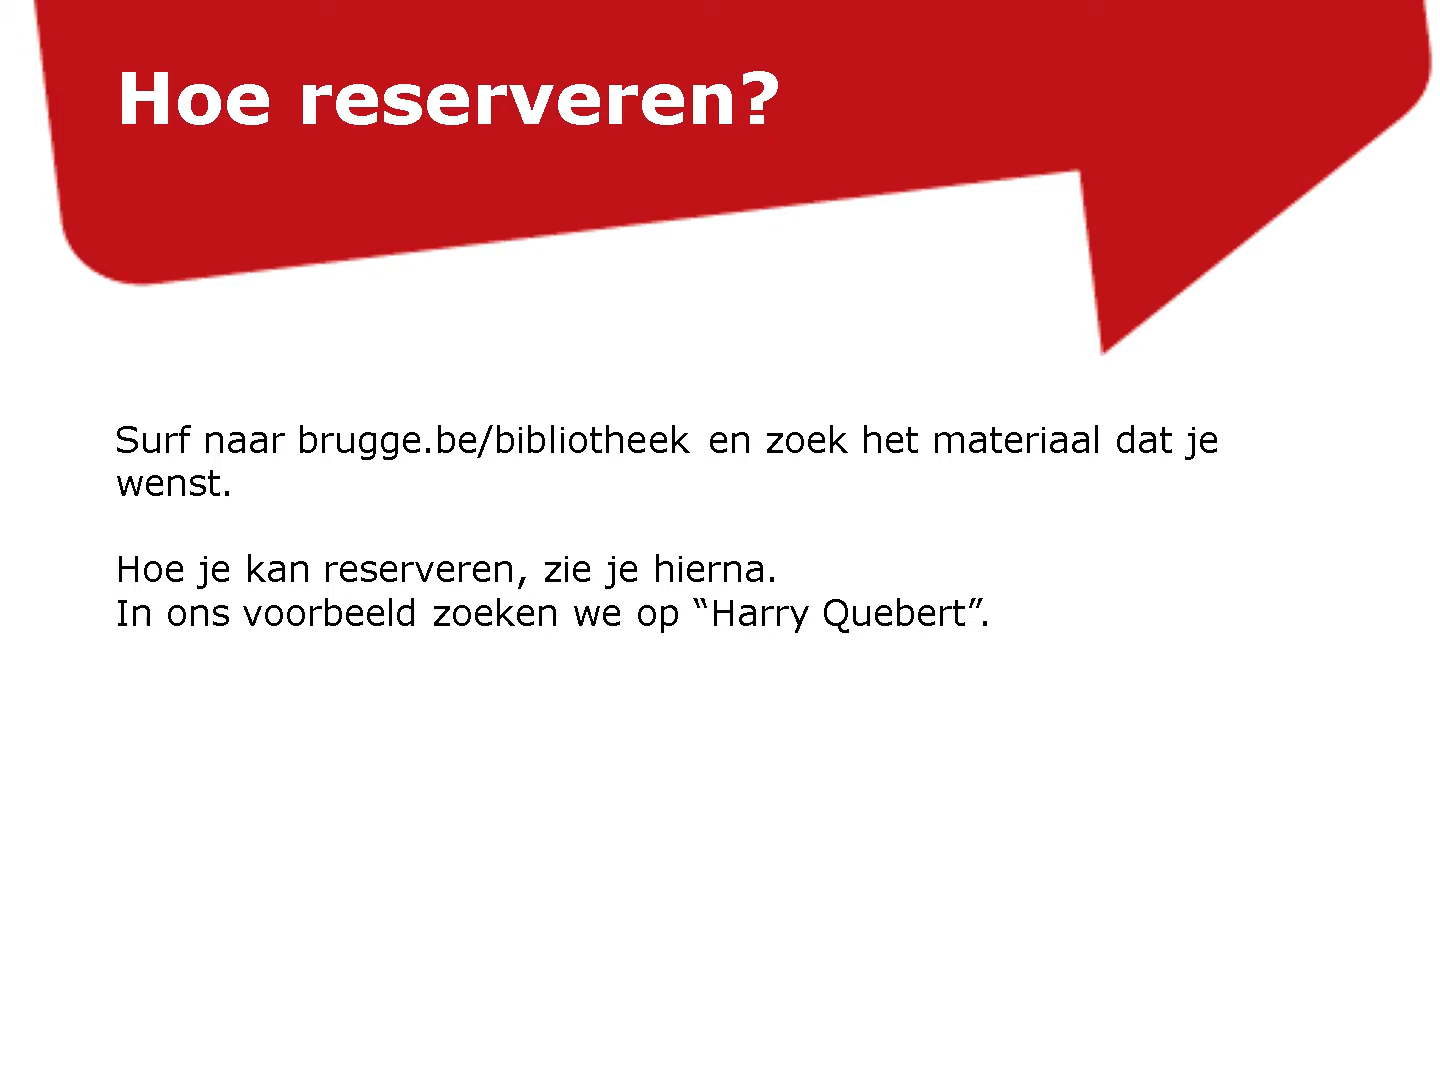 Hoe reserveren?
Surf naar brugge.be/bibliotheek en zoek het materiaal dat je
wenst.
Hoe je kan reserveren, zie je hierna.
In ons voorbeeld zoeken we op “Harry Quebert”.